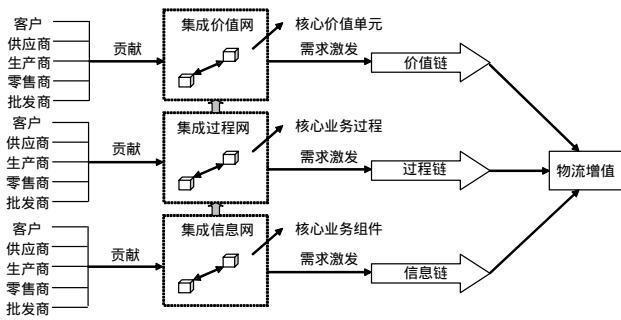 客户
供应商
生产商
零售商
批发商
贡献
集成价值网
核心价值单元
需求激发
价值链
客户
供应商
生产商
零售商
批发商
贡献
集成过程网
核心业务过程
需求激发
过程链
物流增值
客户
供应商
生产商
零售商
批发商
贡献
集成信息网
核心业务组件
需求激发
信息链